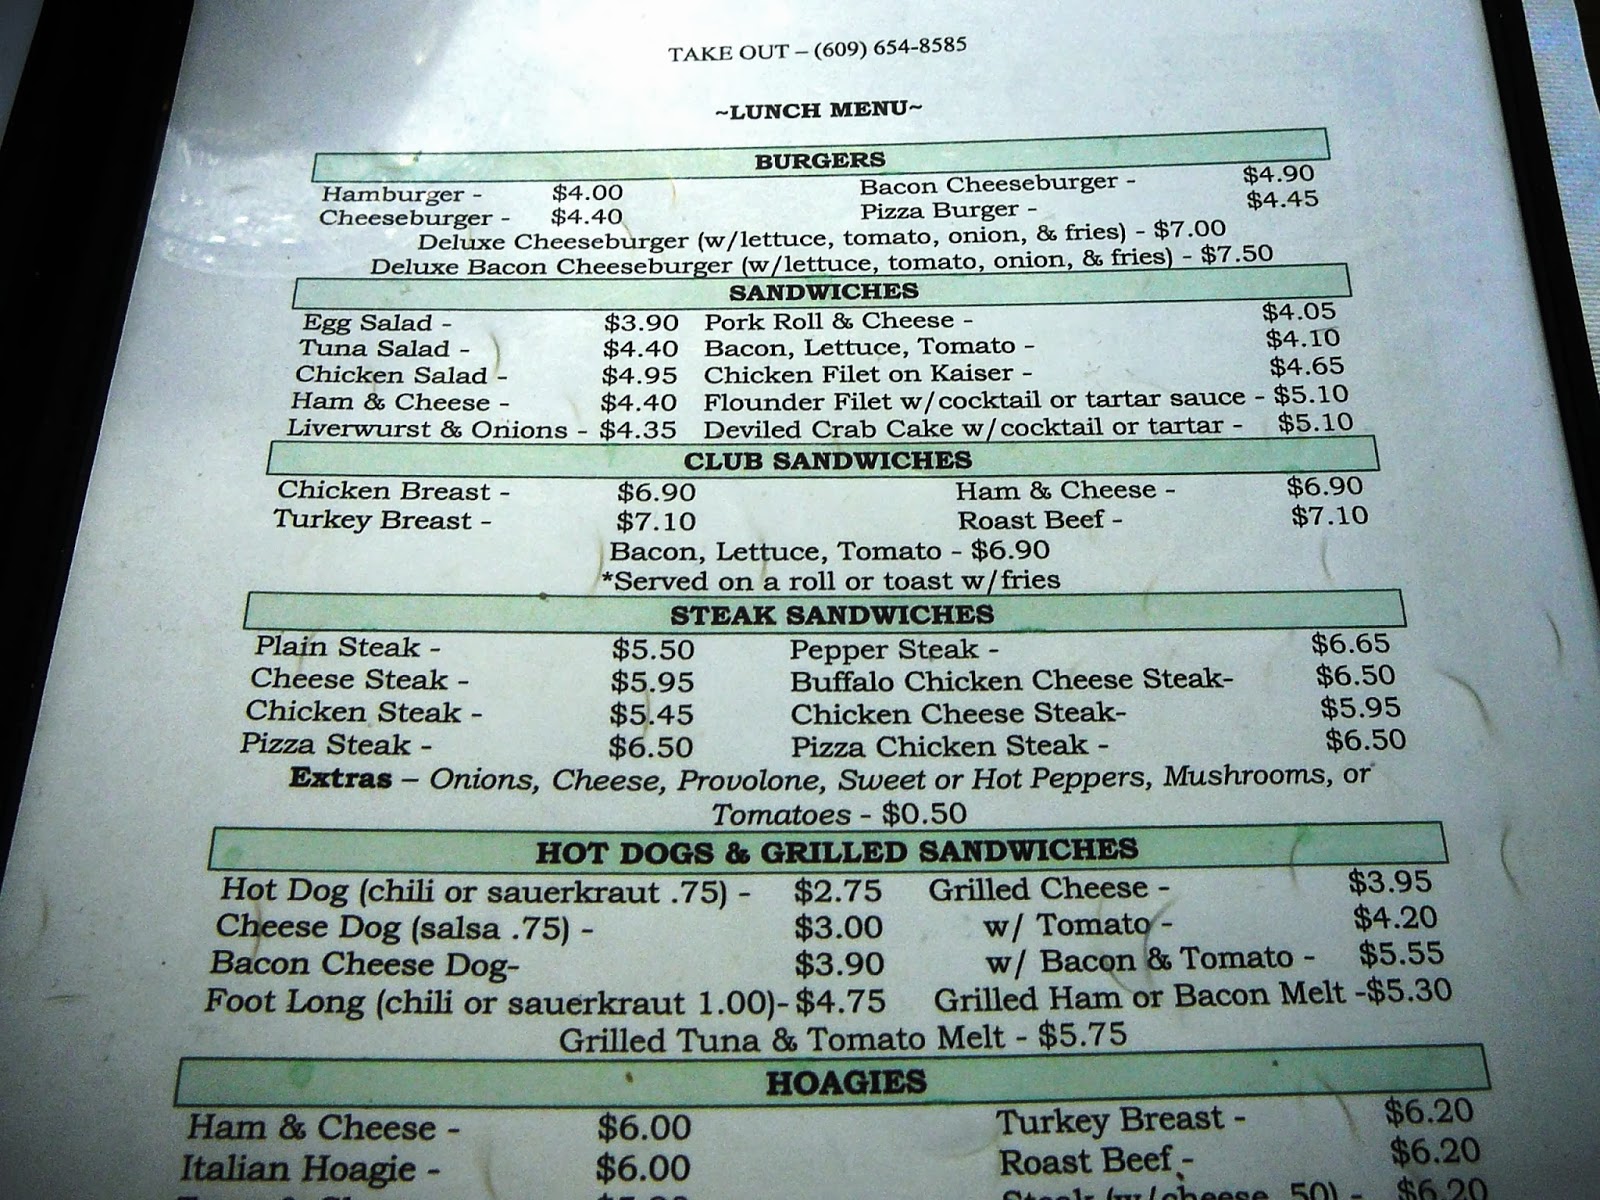 TAKE OUT – (609) 654-8585
~LUNCH MENU~
BURGERS
Hamburger - $4.00 Bacon Cheeseburger - $4.90
Cheeseburger - $4.40 Pizza Burger - $4.45
Deluxe Cheeseburger (w/lettuce, tomato, onion, & fries) - $7.00
Deluxe Bacon Cheeseburger (w/lettuce, tomato, onion, & fries) - $7.50
SANDWICHES
Egg Salad - $3.90 Pork Roll & Cheese - $4.05
Tuna Salad - $4.40 Bacon, Lettuce, Tomato - $4.10
Chicken Salad - $4.95 Chicken Filet on Kaiser - $4.65
Ham & Cheese - $4.40 Flounder Filet w/cocktail or tartar sauce - $5.10
Liverwurst & Onions - $4.35 Deviled Crab Cake w/cocktail or tartar - $5.10
CLUB SANDWICHES
Chicken Breast - $6.90 Ham & Cheese - $6.90
Turkey Breast - $7.10 Roast Beef - $7.10
Bacon, Lettuce, Tomato - $6.90
*Served on a roll or toast w/fries
STEAK SANDWICHES
Plain Steak - $5.50 Pepper Steak - $6.65
Cheese Steak - $5.95 Buffalo Chicken Cheese Steak- $6.50
Chicken Steak - $5.45 Chicken Cheese Steak- $5.95
Pizza Steak - $6.50 Pizza Chicken Steak - $6.50
Extras – Onions, Cheese, Provolone, Sweet or Hot Peppers, Mushrooms, or
Tomatoes - $0.50
HOT DOGS & GRILLED SANDWICHES
Hot Dog (chili or sauerkraut .75) - $2.75 Grilled Cheese - $3.95
Cheese Dog (salsa .75) - $3.00 w/ Tomato - $4.20
Bacon Cheese Dog- $3.90 w/ Bacon & Tomato - $5.55
Foot Long (chili or sauerkraut 1.00)- $4.75 Grilled Ham or Bacon Melt -$5.30
Grilled Tuna & Tomato Melt - $5.75
HOAGIES
Ham & Cheese - $6.00 Turkey Breast - $6.20
Italian Hoagie - $6.00 Roast Beef - $6.20
Steak (w/cheese .50) - $6.20